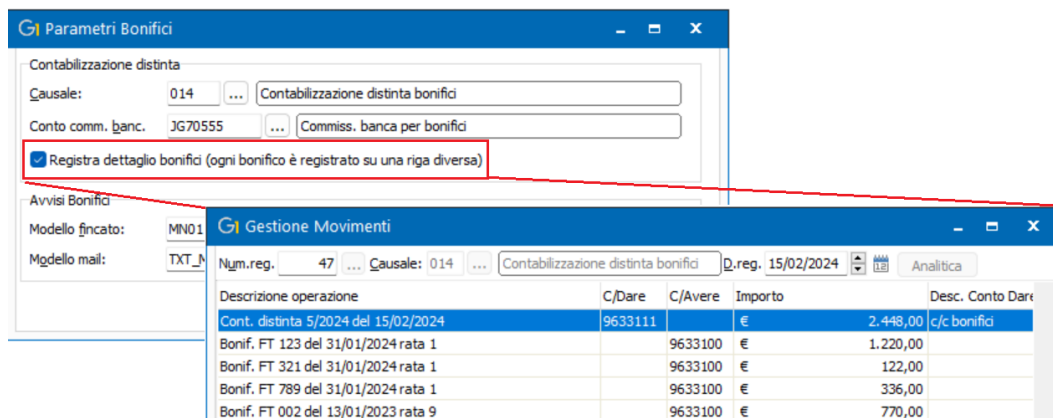 G1 Parametri Bonifici
Contabilizzazione distinta
Causale: 014 ... Contabilizzazione distinta bonifici
Conto comm. banc. JG70555 ... Commiss. banca per bonifici
Registra dettaglio bonifici (ogni bonifico è registrato su una riga diversa)
Avvisi Bonifici
Modello fincato: MN01
Modello mail:
G1 Gestione Movimenti
Num.reg. 47 ... Causale: 014 ... Contabilizzazione distinta bonifici D.reg. 15/02/2024 12 Analitica
Descrizione operazione C/Dare C/Avere Importo Desc. Conto Dare
Cont. distinta 5/2024 del 15/02/2024 9633111 € 2.448,00 c/c bonifici
Bonif. FT 123 del 31/01/2024 rata 1 9633100 € 1.220,00
Bonif. FT 321 del 31/01/2024 rata 1 9633100 € 122,00
Bonif. FT 789 del 31/01/2024 rata 1 9633100 € 336,00
Bonif. FT 002 del 13/01/2023 rata 9 9633100 € 770,00